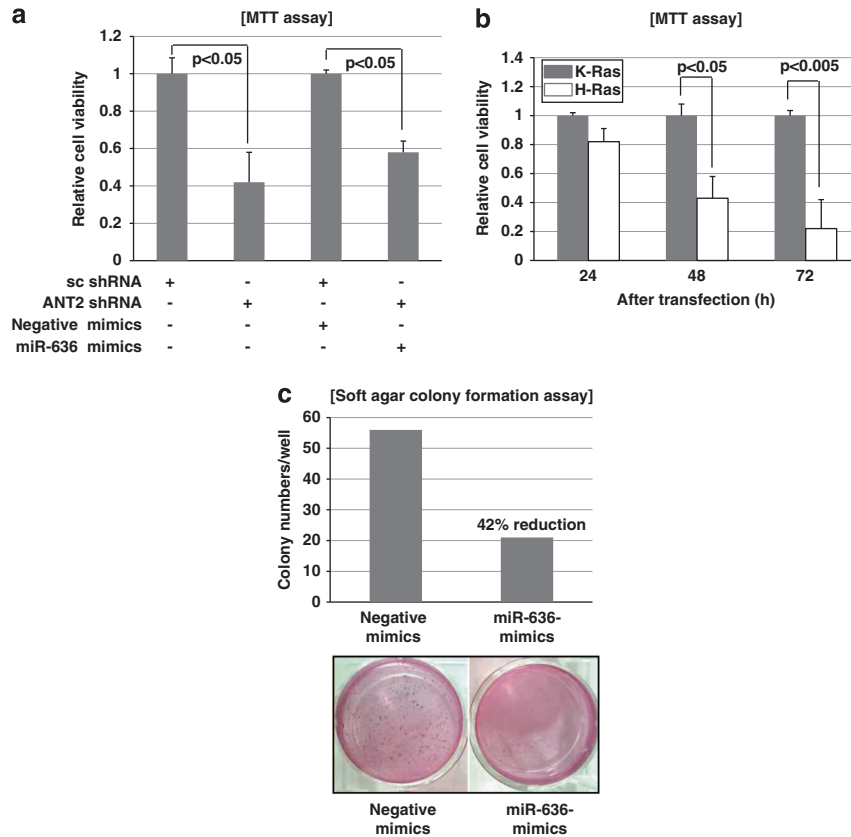 a
[MTT assay]
Relative cell viability
1.2
1
0.8
0.6
0.4
0.2
0
p<0.05
p<0.05
sc shRNA + - + -
ANT2 shRNA - + - +
Negative mimics - - + -
miR-636 mimics - - - +
b
[MTT assay]
Relative cell viability
1.4
1.2
1
0.8
0.6
0.4
0.2
0
K-Ras
H-Ras
p<0.05
p<0.005
24 48 72
After transfection (h)
c
[Soft agar colony formation assay]
Colony numbers/well
60
50
40
30
20
10
0
42% reduction
Negative mimics
miR-636-mimics
Negative mimics
miR-636-mimics